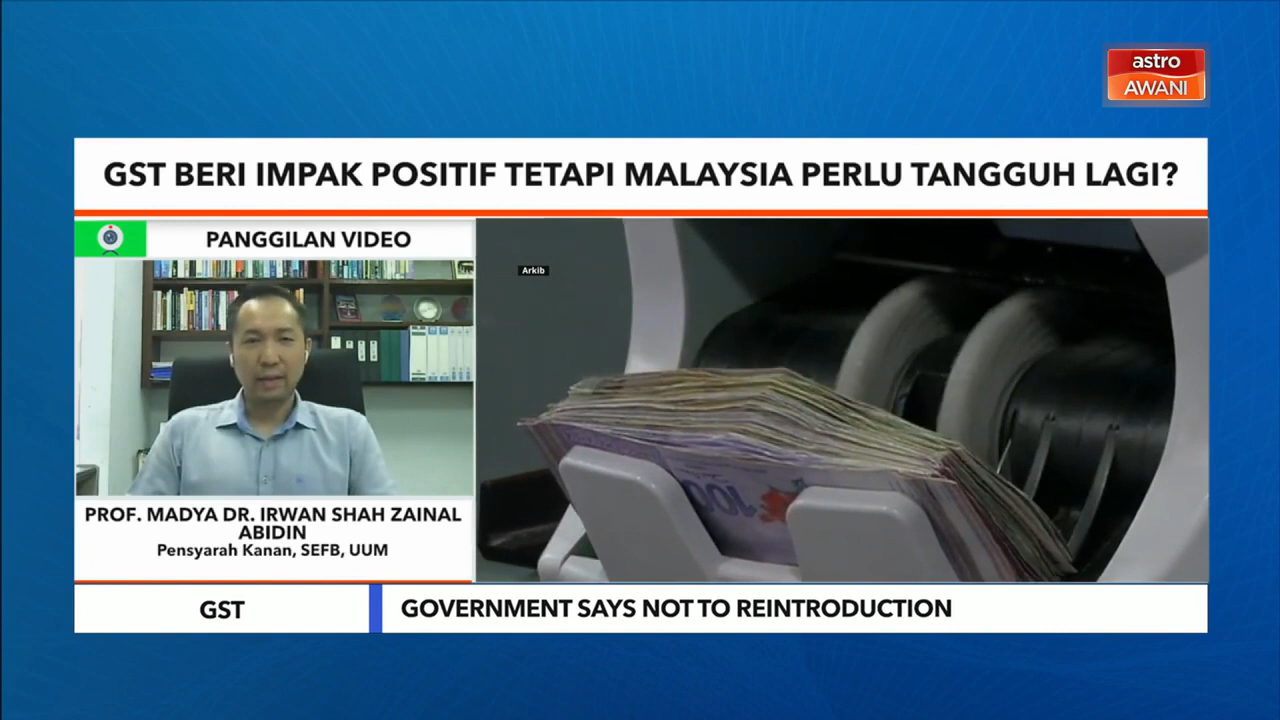 astro
AWANI
GST BERI IMPAK POSITIF TETAPI MALAYSIA PERLU TANGGUH LAGI?
PANGGILAN VIDEO
Arkib
100
PROF. MADYA DR. IRWAN SHAH ZAINAL
ABIDIN
Pensyarah Kanan, SEFB, UUM
GST
GOVERNMENT SAYS NOT TO REINTRODUCTION